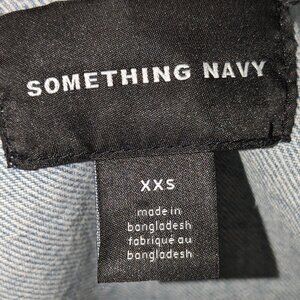 SOMETHING NAVY
XXS
made in
bangladesh
fabriqué au
bangladesh